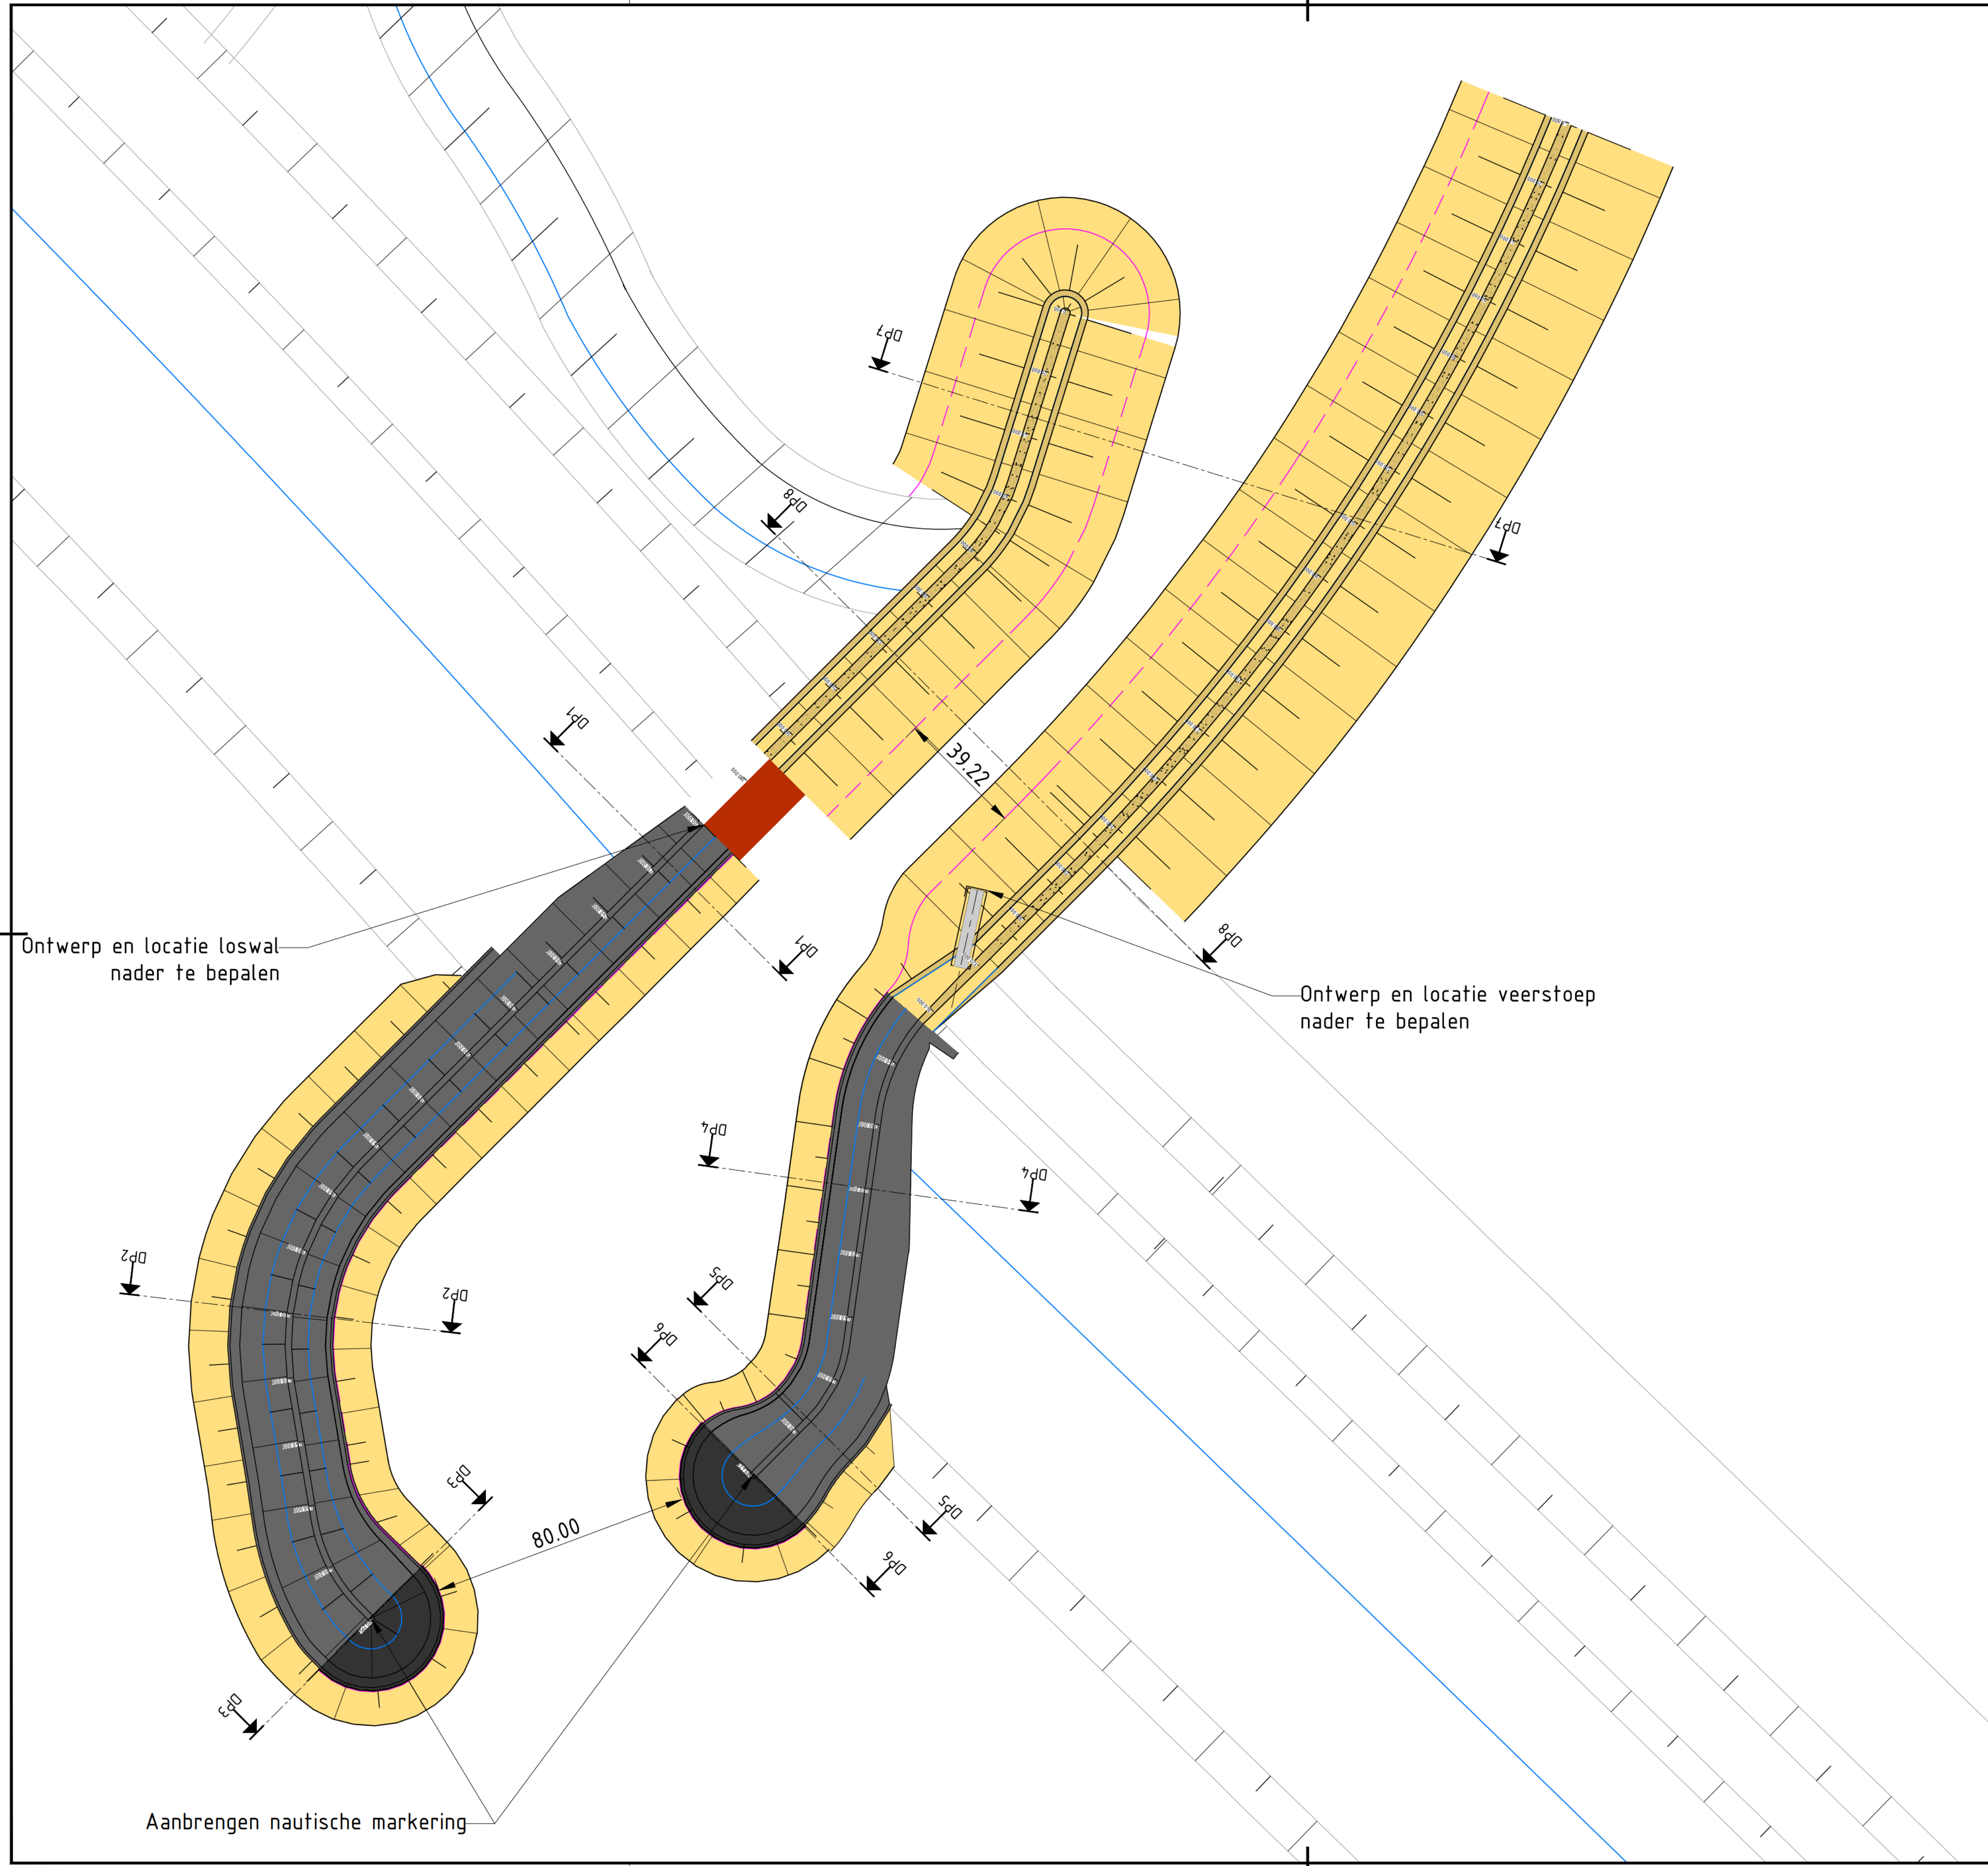 DP7
DP8
DP7
DP1
39.22
Ontwerp en locatie loswal
nader te bepalen
DP1
DP8
Ontwerp en locatie veerstoep
nader te bepalen
DP4
DP4
DP2
DP2
DP5
DP6
DP3
80.00
DP5
DP6
DP3
Aanbrengen nautische markering